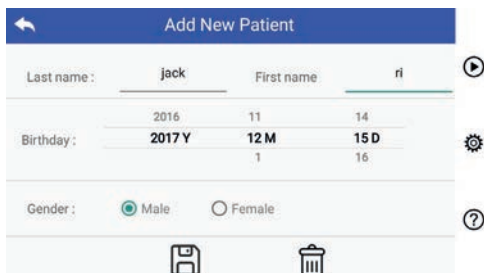 Add New Patient
Last name : jack First name ri
2016 11 14
Birthday : 2017 Y 12 M 15 D
1 16
Gender : Male Female